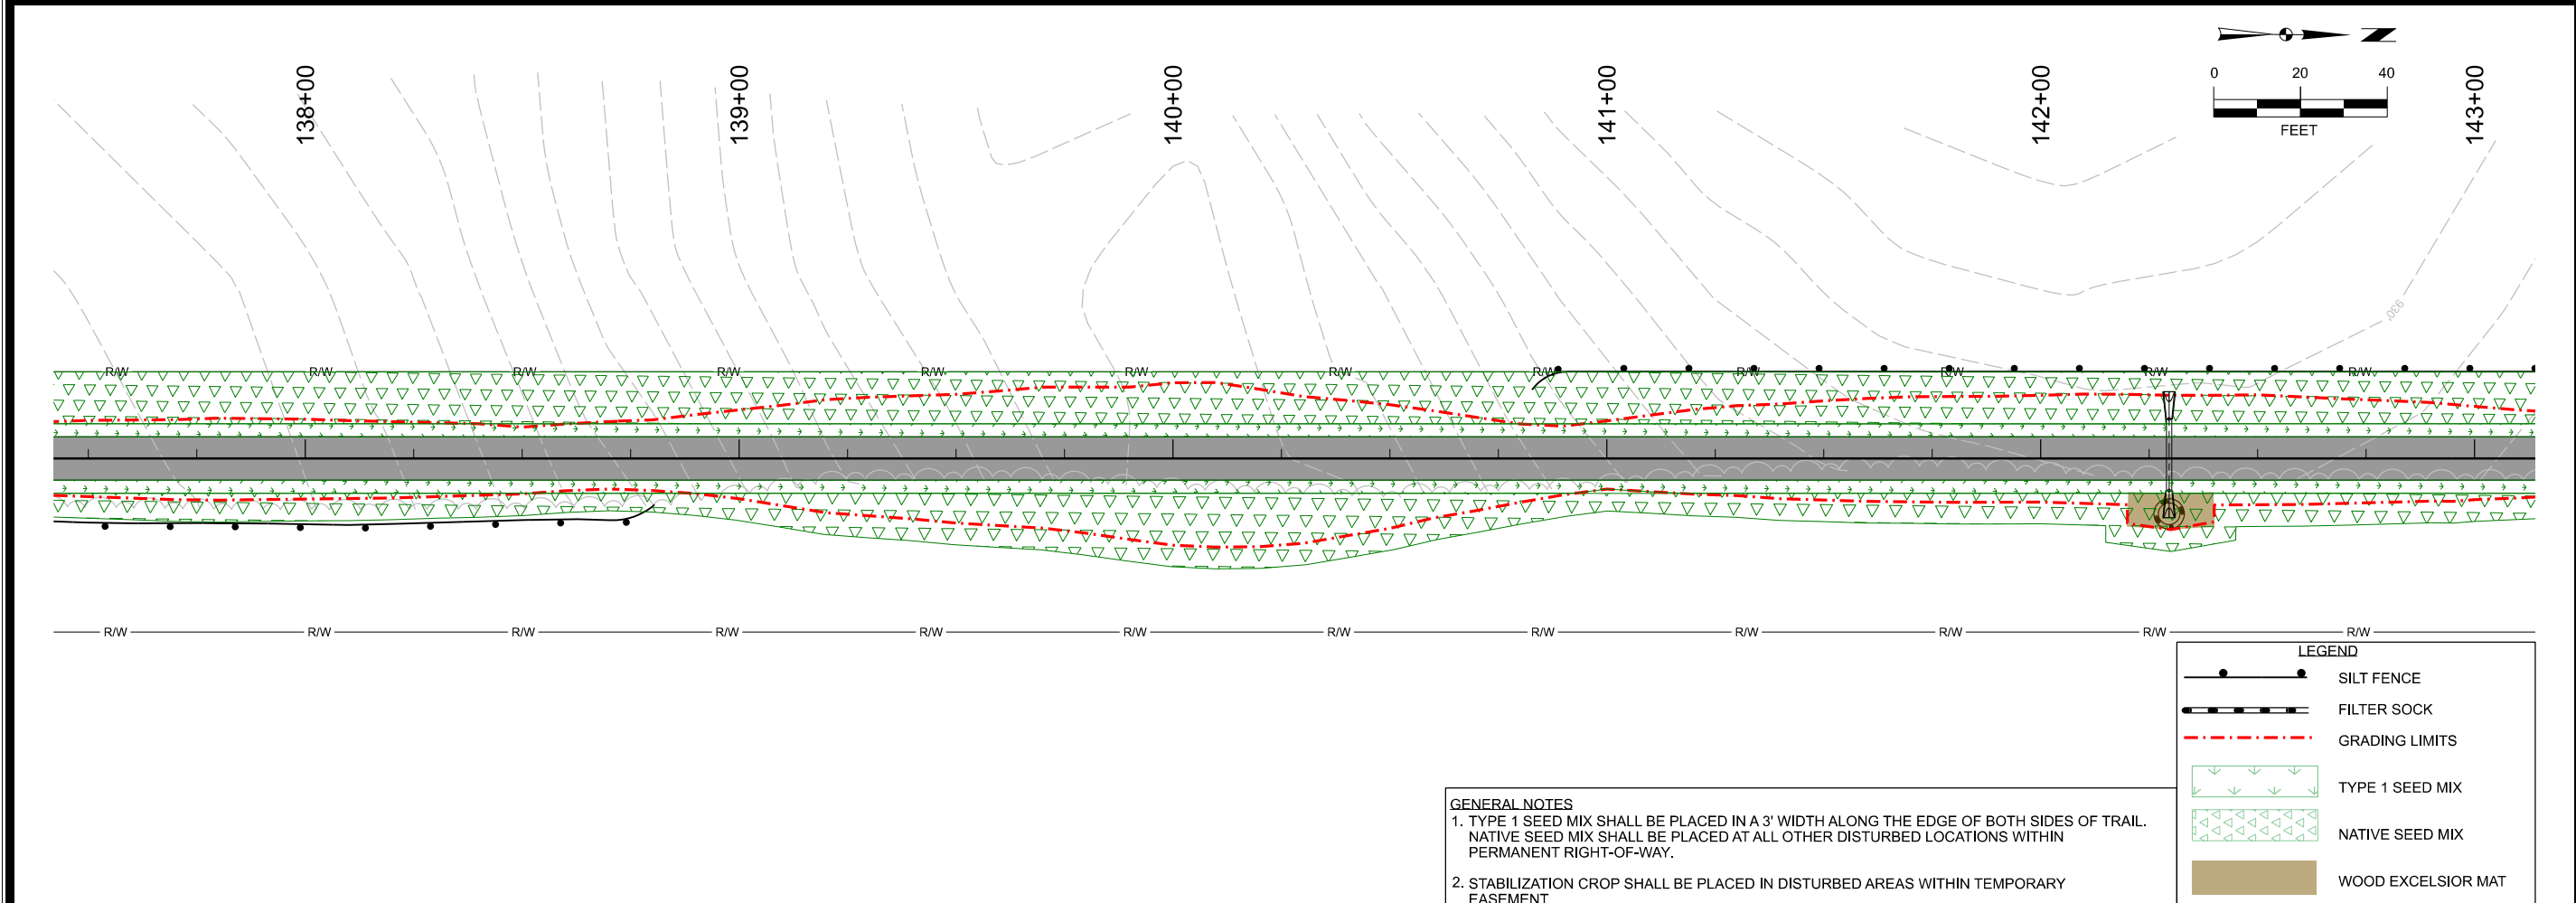 138+00
139+00
140+00
141+00
142+00
143+00
0 20 40
FEET
930
R/W R/W R/W R/W R/W R/W R/W R/W R/W R/W R/W R/W
R/W R/W R/W R/W R/W R/W R/W R/W R/W R/W R/W R/W
LEGEND
SILT FENCE
FILTER SOCK
GRADING LIMITS
TYPE 1 SEED MIX
NATIVE SEED MIX
WOOD EXCELSIOR MAT
GENERAL NOTES
1. TYPE 1 SEED MIX SHALL BE PLACED IN A 3' WIDTH ALONG THE EDGE OF BOTH SIDES OF TRAIL.
NATIVE SEED MIX SHALL BE PLACED AT ALL OTHER DISTURBED LOCATIONS WITHIN
PERMANENT RIGHT-OF-WAY.
2. STABILIZATION CROP SHALL BE PLACED IN DISTURBED AREAS WITHIN TEMPORARY
EASEMENT